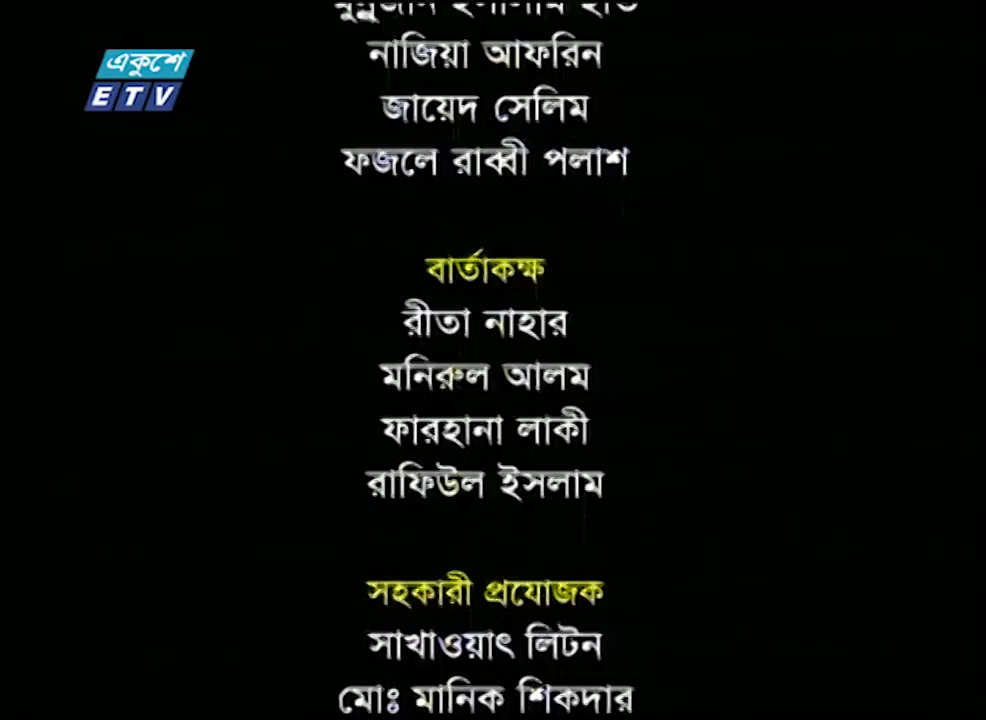 নাজিয়া আফরিন
একুশে
ETV
জায়েদ সেলিম
ফজলে রাব্বী পলাশ
বার্তাকক্ষ
রীতা নাহার
মনিরুল আলম
ফারহানা লাকী
রাফিউল ইসলাম
সহকারী প্রযোজক
সাখাওয়াৎ লিটন
মোঃ মানিক শিকদার